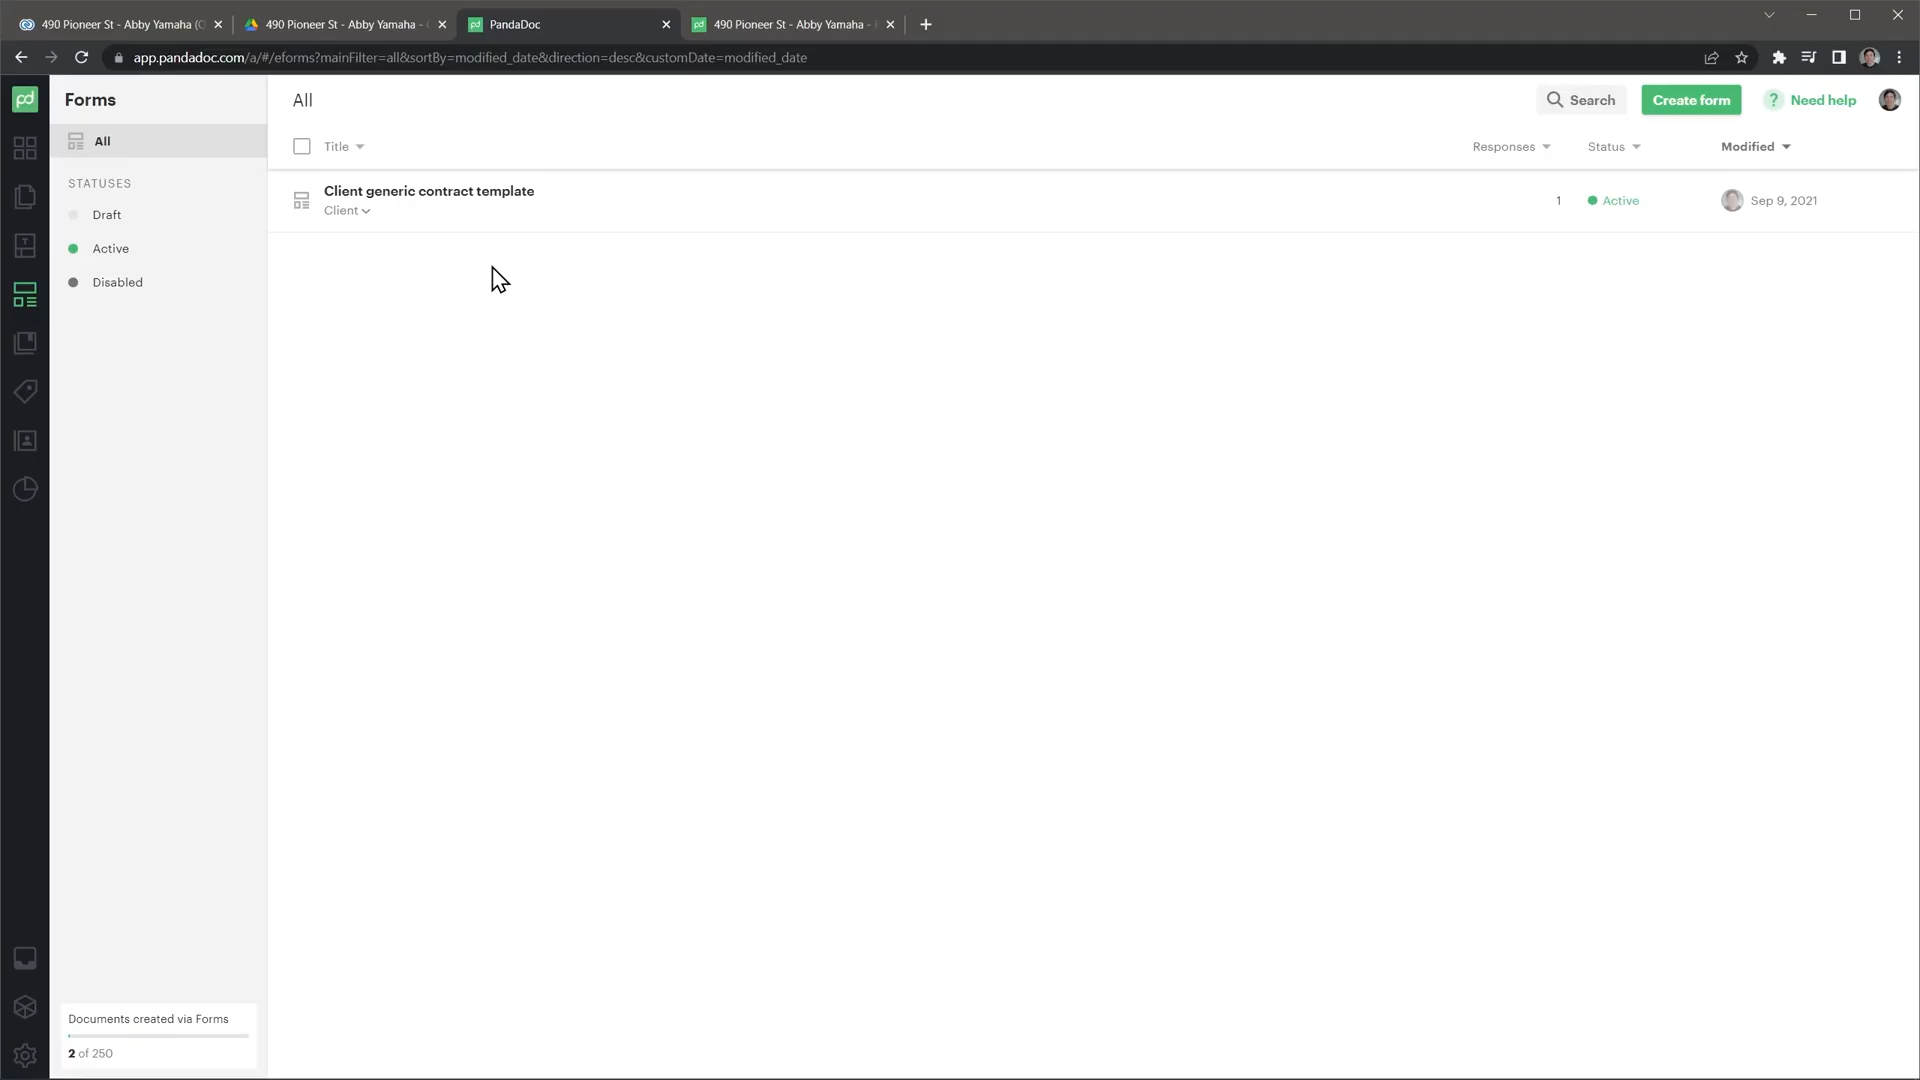 490 Pioneer St - Abby Yamaha (O
490 Pioneer St - Abby Yamaha -
PandaDoc
490 Pioneer St - Abby Yamaha -
app.pandadoc.com/a/#/eforms?mainFilter=all&sortBy=modified_date&direction=desc&customDate=modified_date
pd
Forms
All
STATUSES
Draft
Active
Disabled
Documents created via Forms
2 of 250
All
Search
Create form
? Need help
Title
Responses
Status
Modified
Client generic contract template
Client
1
Active
Sep 9, 2021